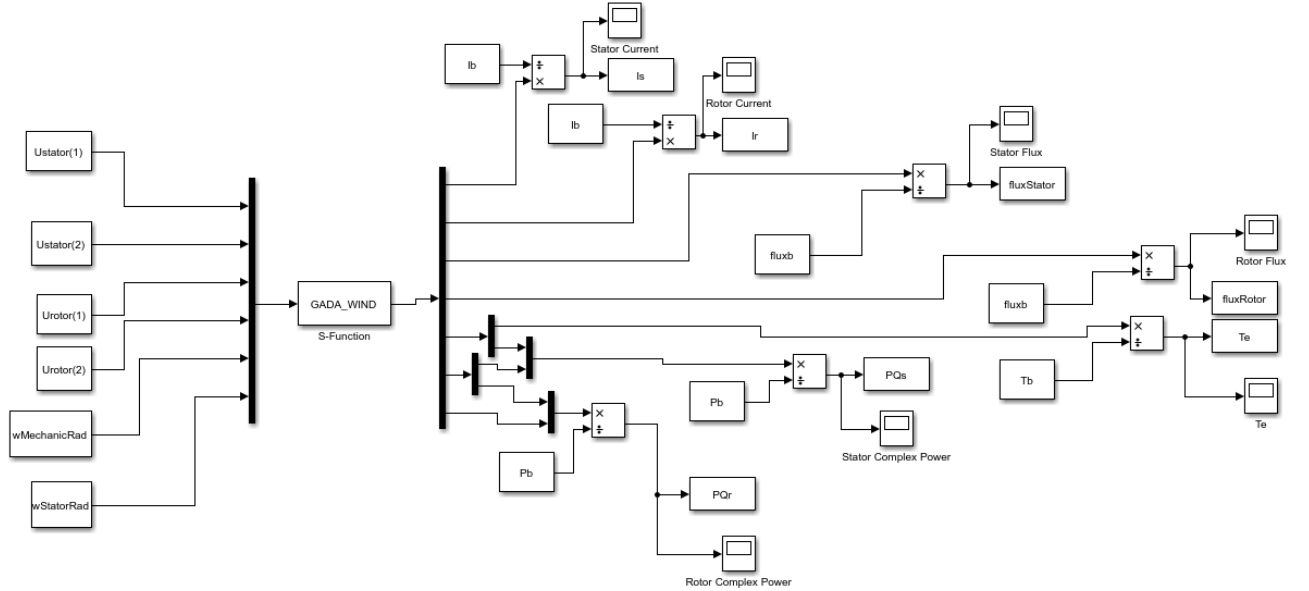 Stator Current
Ib
÷
×
Is
Rotor Current
Ib
÷
×
Ir
Stator Flux
×
÷
fluxStator
Ustator(1)
Ustator(2)
fluxb
Rotor Flux
×
÷
fluxb
fluxRotor
GADA_WIND
S-Function
Urotor(1)
Urotor(2)
×
÷
Te
Tb
Te
×
÷
PQs
Pb
Stator Complex Power
×
÷
Pb
PQr
Rotor Complex Power
wMechanicRad
wStatorRad